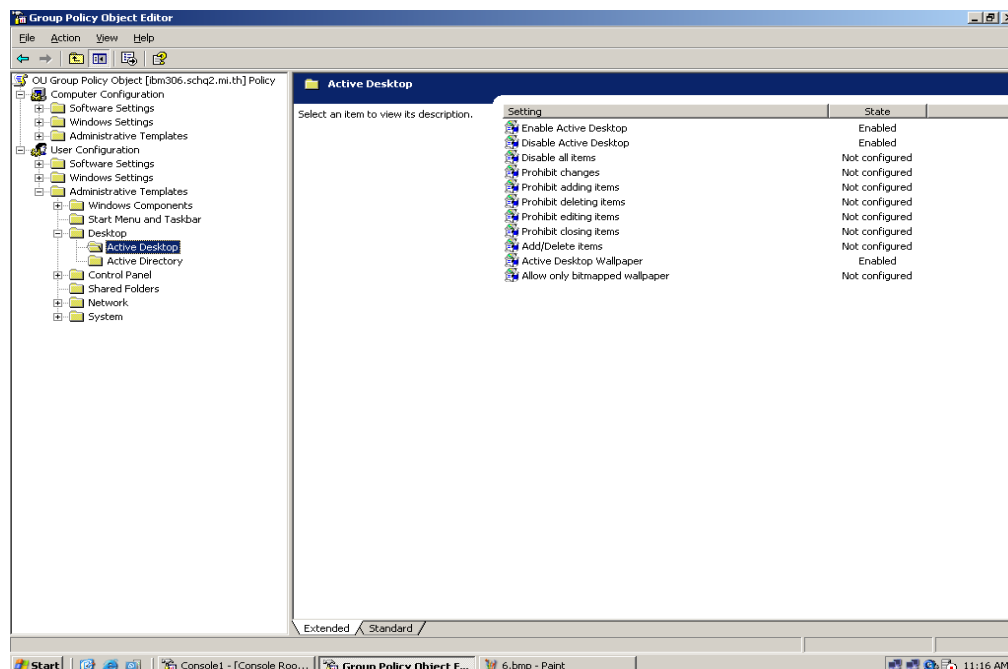 Group Policy Object Editor
File Action View Help
OU Group Policy Object [ibm306.schq2.mi.th] Policy
Computer Configuration
Software Settings
Windows Settings
Administrative Templates
User Configuration
Software Settings
Windows Settings
Administrative Templates
Windows Components
Start Menu and Taskbar
Desktop
Active Desktop
Active Directory
Control Panel
Shared Folders
Network
System
Active Desktop
Select an item to view its description.
Setting State
Enable Active Desktop Enabled
Disable Active Desktop Enabled
Disable all items Not configured
Prohibit changes Not configured
Prohibit adding items Not configured
Prohibit deleting items Not configured
Prohibit editing items Not configured
Prohibit closing items Not configured
Add/Delete items Not configured
Active Desktop Wallpaper Enabled
Allow only bitmapped wallpaper Not configured
Extended Standard
Start Console1 - [Console Roo... Group Policy Object E... 6.bmp - Paint 11:16 AM